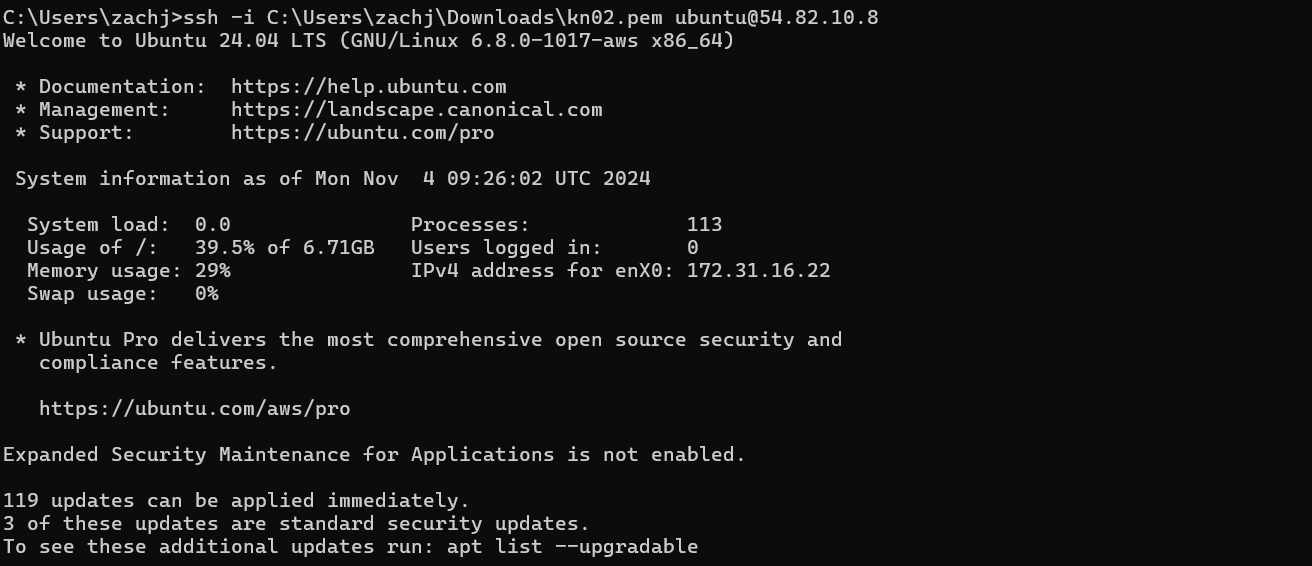 C:\Users\zachj>ssh -i C:\Users\zachj\Downloads\kn02.pem ubuntu@54.82.10.8
Welcome to Ubuntu 24.04 LTS (GNU/Linux 6.8.0-1017-aws x86_64)

 * Documentation:  https://help.ubuntu.com
 * Management:     https://landscape.canonical.com
 * Support:        https://ubuntu.com/pro

 System information as of Mon Nov  4 09:26:02 UTC 2024

  System load:  0.0               Processes:             113
  Usage of /:   39.5% of 6.71GB   Users logged in:       0
  Memory usage: 29%               IPv4 address for enX0: 172.31.16.22
  Swap usage:   0%

 * Ubuntu Pro delivers the most comprehensive open source security and
   compliance features.

   https://ubuntu.com/aws/pro

Expanded Security Maintenance for Applications is not enabled.

119 updates can be applied immediately.
3 of these updates are standard security updates.
To see these additional updates run: apt list --upgradable